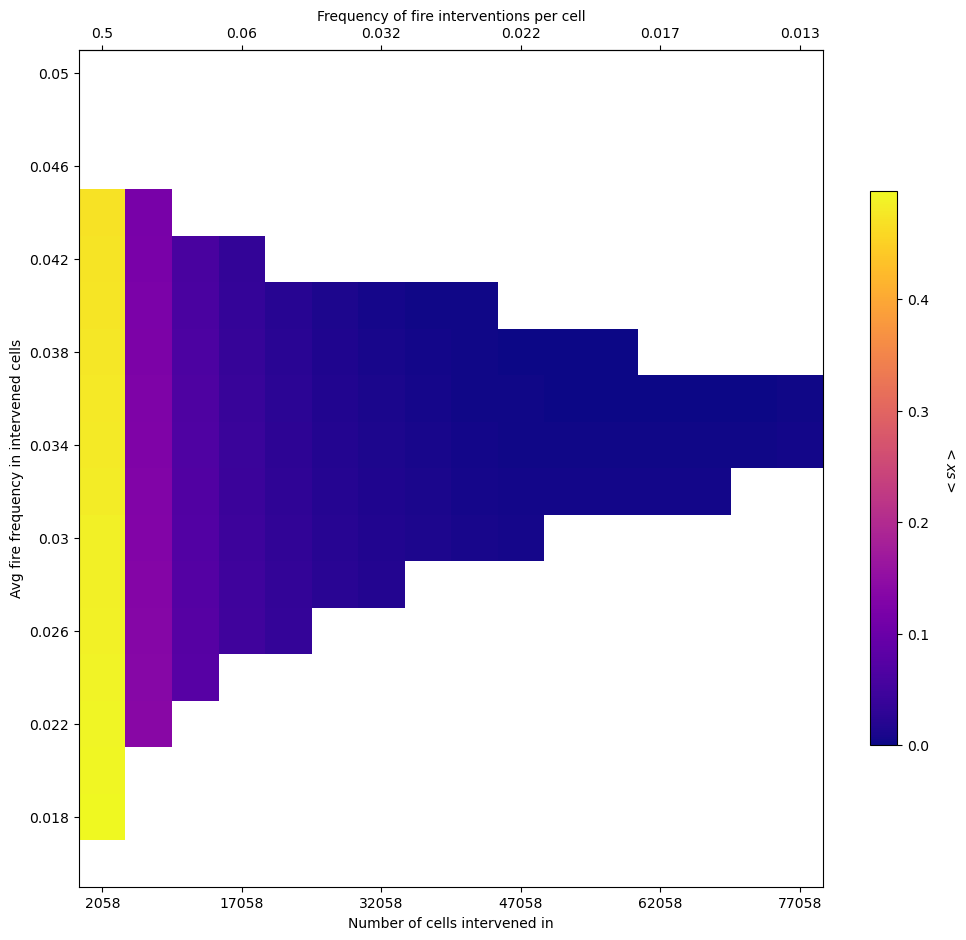 Frequency of fire interventions per cell
0.5 0.06 0.032 0.022 0.017 0.013
Avg fire frequency in intervened cells
0.05
0.046
0.042
0.038
0.034
0.03
0.026
0.022
0.018
2058 17058 32058 47058 62058 77058
Number of cells intervened in
0.4
0.3
0.2
0.1
0.0
< xs >